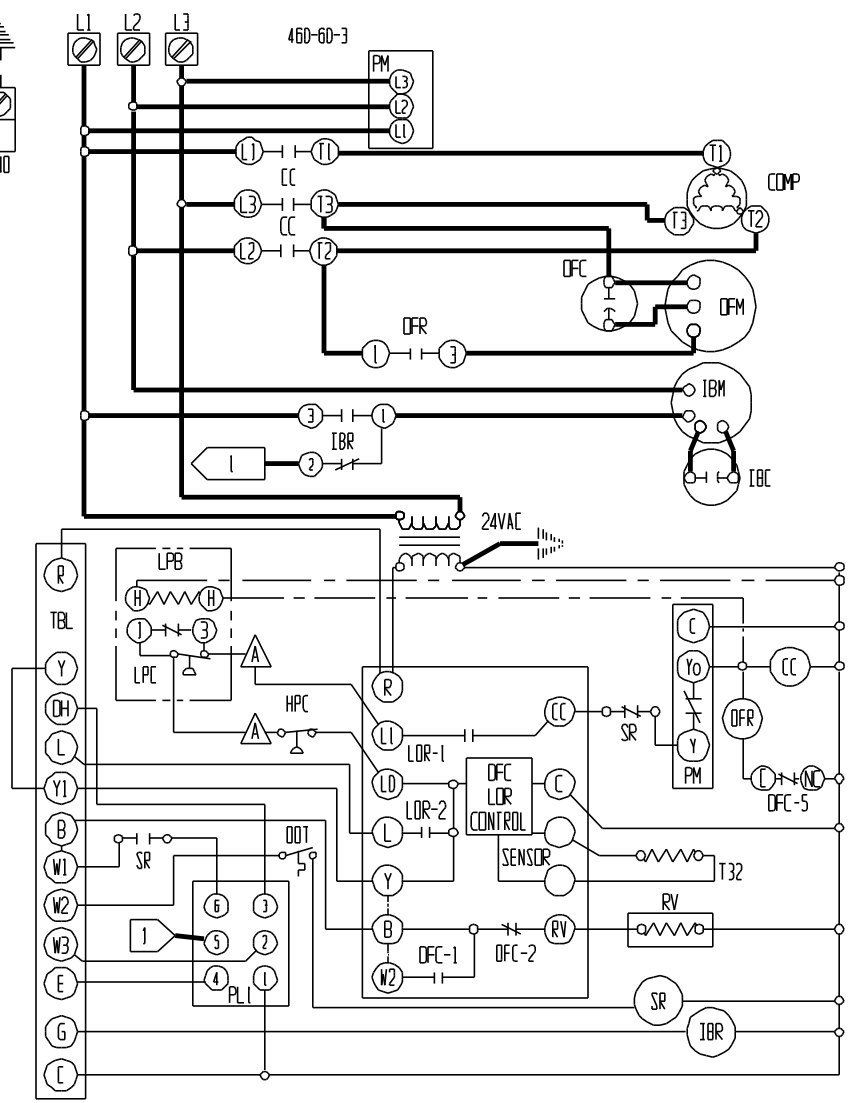 L1 L2 L3
460-60-3
PM
L3
L2
L1
L1 T1 T1
CC
COMP
L3 T3
CC
T3 T2
L2 T2
OFC
OFM
OFR
1 3
IBM
3 1
IBR
1 2
IBC
24VAC
R
LPB
H H
TBL
1 3
C
LPC
A
Y
Yo CC
R
OH
HPC
CC
OFR
A
SR
L
L1
Y
LOR-1
PM
Y1
LO
DFC
LOR
CONTROL
C
C NC
DFC-5
LOR-2
B
SR
ODT
L
SENSOR
W1
T32
Y
W2
6 3
RV
1
5 2
B
RV
W3
DFC-1
DFC-2
4 1
W2
E
PL1
SR
G
IBR
C